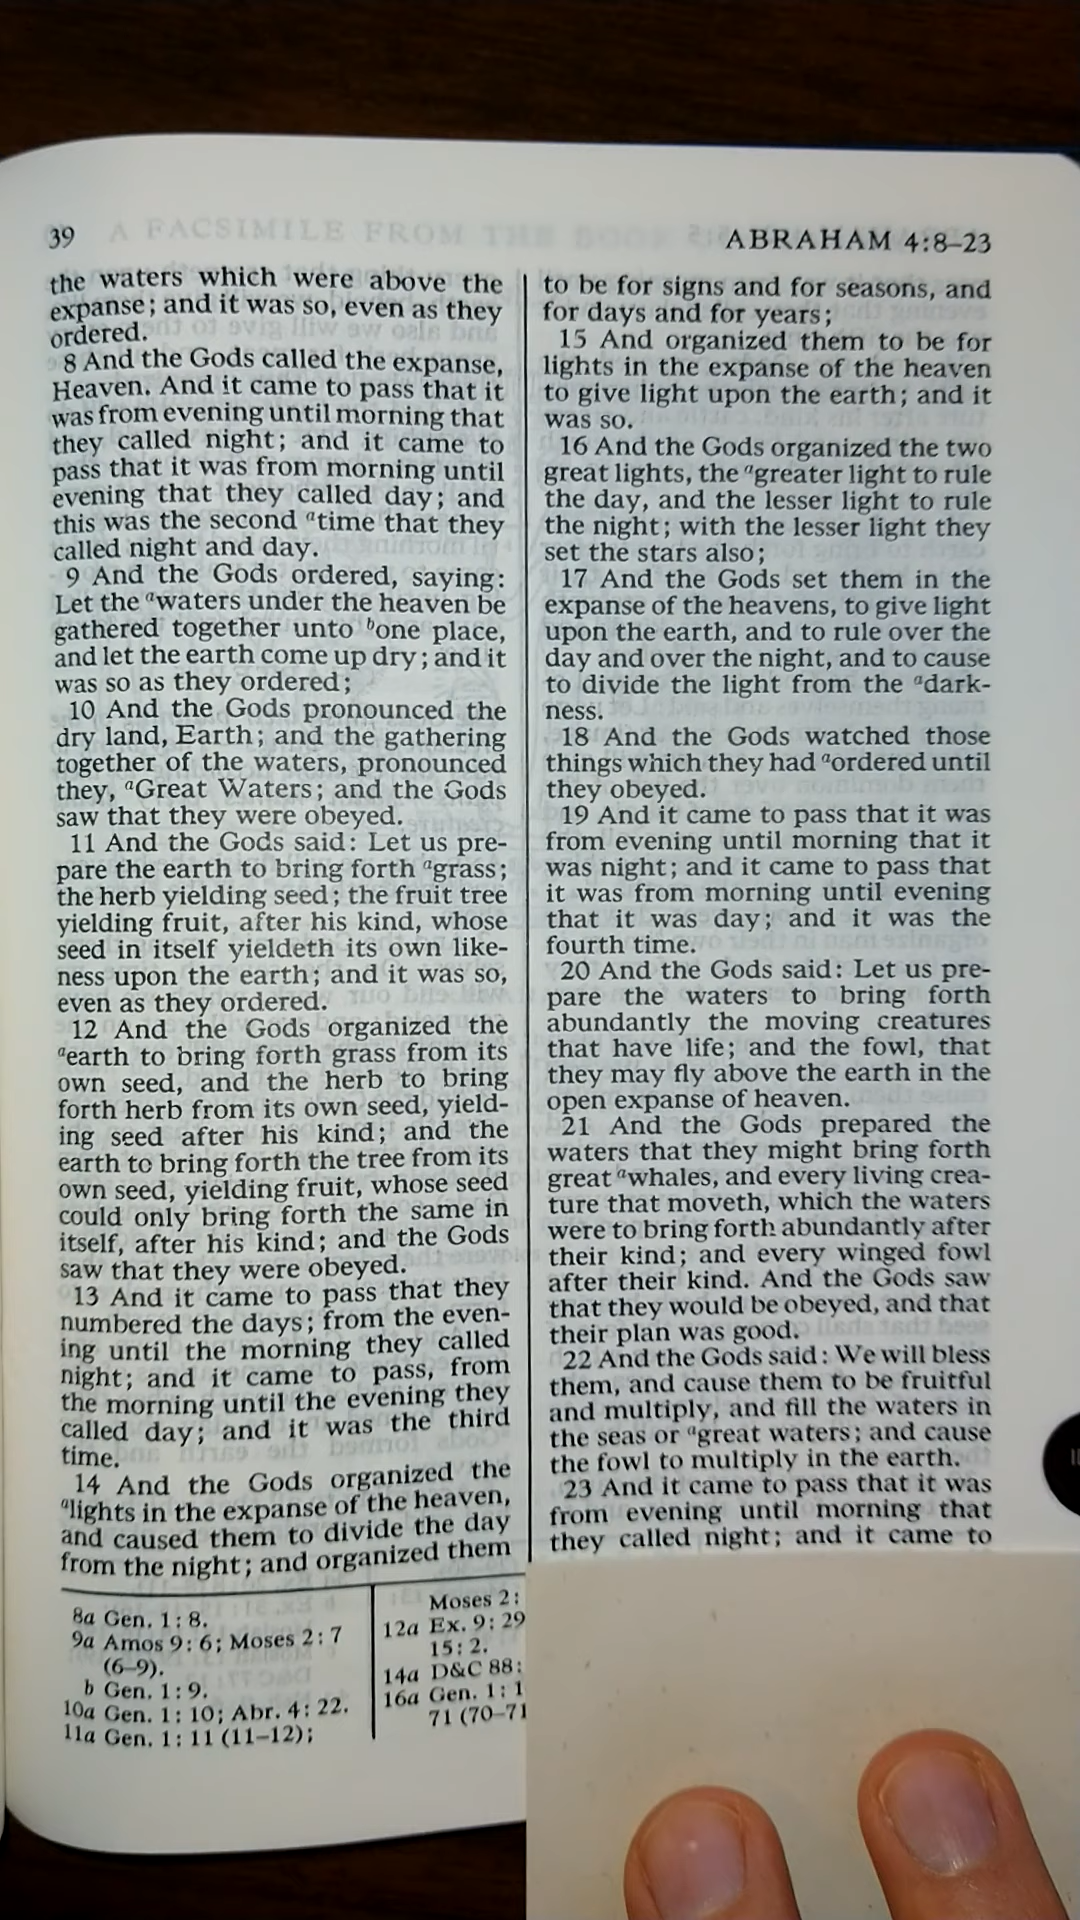 39
ABRAHAM 4:8–23
the waters which were above the
expanse; and it was so, even as they
ordered.
8 And the Gods called the expanse,
Heaven. And it came to pass that it
was from evening until morning that
they called night; and it came to
pass that it was from morning until
evening that they called day; and
this was the second atime that they
called night and day.
9 And the Gods ordered, saying:
Let the awaters under the heaven be
gathered together unto bone place,
and let the earth come up dry; and it
was so as they ordered;
10 And the Gods pronounced the
dry land, Earth; and the gathering
together of the waters, pronounced
they, aGreat Waters; and the Gods
saw that they were obeyed.
11 And the Gods said: Let us pre-
pare the earth to bring forth agrass;
the herb yielding seed; the fruit tree
yielding fruit, after his kind, whose
seed in itself yieldeth its own like-
ness upon the earth; and it was so,
even as they ordered.
12 And the Gods organized the
aearth to bring forth grass from its
own seed, and the herb to bring
forth herb from its own seed, yield-
ing seed after his kind; and the
earth to bring forth the tree from its
own seed, yielding fruit, whose seed
could only bring forth the same in
itself, after his kind; and the Gods
saw that they were obeyed.
13 And it came to pass that they
numbered the days; from the even-
ing until the morning they called
night; and it came to pass, from
the morning until the evening they
called day; and it was the third
time.
14 And the Gods organized the
alights in the expanse of the heaven,
and caused them to divide the day
from the night; and organized them
to be for signs and for seasons, and
for days and for years;
15 And organized them to be for
lights in the expanse of the heaven
to give light upon the earth; and it
was so.
16 And the Gods organized the two
great lights, the agreater light to rule
the day, and the lesser light to rule
the night; with the lesser light they
set the stars also;
17 And the Gods set them in the
expanse of the heavens, to give light
upon the earth, and to rule over the
day and over the night, and to cause
to divide the light from the adark-
ness.
18 And the Gods watched those
things which they had aordered until
they obeyed.
19 And it came to pass that it was
from evening until morning that it
was night; and it came to pass that
it was from morning until evening
that it was day; and it was the
fourth time.
20 And the Gods said: Let us pre-
pare the waters to bring forth
abundantly the moving creatures
that have life; and the fowl, that
they may fly above the earth in the
open expanse of heaven.
21 And the Gods prepared the
waters that they might bring forth
great awhales, and every living crea-
ture that moveth, which the waters
were to bring forth abundantly after
their kind; and every winged fowl
after their kind. And the Gods saw
that they would be obeyed, and that
their plan was good.
22 And the Gods said: We will bless
them, and cause them to be fruitful
and multiply, and fill the waters in
the seas or agreat waters; and cause
the fowl to multiply in the earth.
23 And it came to pass that it was
from evening until morning that
they called night; and it came to
8a Gen. 1:8.
9a Amos 9:6; Moses 2:7
(6–9).
b Gen. 1:9.
10a Gen. 1:10; Abr. 4:22.
11a Gen. 1:11 (11–12);
Moses 2:
12a Ex. 9:29
15:2.
14a D&C 88:
16a Gen. 1:1
71 (70–71